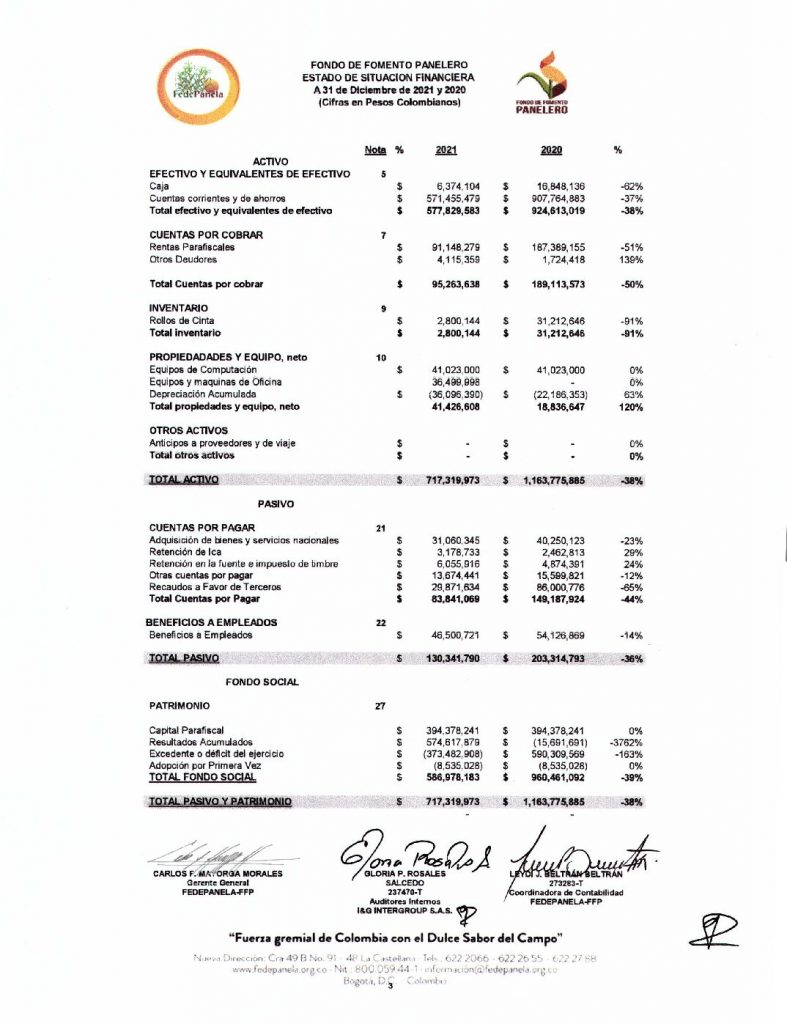 FedePanela
FONDO DE FOMENTO PANELERO
ESTADO DE SITUACION FINANCIERA
A 31 de Diciembre de 2021 y 2020
(Cifras en Pesos Colombianos)
FONDO DE FOMENTO
PANELERO
Nota % 2021 2020 %
ACTIVO
EFECTIVO Y EQUIVALENTES DE EFECTIVO 5
Caja $ 6,374,104 $ 16,848,136 -62%
Cuentas corrientes y de ahorros $ 571,455,479 $ 907,764,883 -37%
Total efectivo y equivalentes de efectivo $ 577,829,583 $ 924,613,019 -38%
CUENTAS POR COBRAR 7
Rentas Parafiscales $ 91,148,279 $ 187,389,155 -51%
Otros Deudores $ 4,115,359 $ 1,724,418 139%
Total Cuentas por cobrar $ 95,263,638 $ 189,113,573 -50%
INVENTARIO 9
Rollos de Cinta $ 2,800,144 $ 31,212,646 -91%
Total inventario $ 2,800,144 $ 31,212,646 -91%
PROPIEDADADES Y EQUIPO, neto 10
Equipos de Computación $ 41,023,000 $ 41,023,000 0%
Equipos y maquinas de Oficina 36,499,998 - 0%
Depreciación Acumulada $ (36,096,390) $ (22,186,353) 63%
Total propiedades y equipo, neto 41,426,608 18,836,647 120%
OTROS ACTIVOS
Anticipos a proveedores y de viaje $ - $ - 0%
Total otros activos $ - $ - 0%
TOTAL ACTIVO $ 717,319,973 $ 1,163,775,885 -38%
PASIVO
CUENTAS POR PAGAR 21
Adquisición de bienes y servicios nacionales $ 31,060,345 $ 40,250,123 -23%
Retención de Ica $ 3,178,733 $ 2,462,813 29%
Retención en la fuente e impuesto de timbre $ 6,055,916 $ 4,874,391 24%
Otras cuentas por pagar $ 13,674,441 $ 15,599,821 -12%
Recaudos a Favor de Terceros $ 29,871,634 $ 86,000,776 -65%
Total Cuentas por Pagar $ 83,841,069 $ 149,187,924 -44%
BENEFICIOS A EMPLEADOS 22
Beneficios a Empleados $ 46,500,721 $ 54,126,869 -14%
TOTAL PASIVO $ 130,341,790 $ 203,314,793 -36%
FONDO SOCIAL
PATRIMONIO 27
Capital Parafiscal $ 394,378,241 $ 394,378,241 0%
Resultados Acumulados $ 574,617,879 $ (15,691,691) -3762%
Excedente o déficit del ejercicio $ (373,482,908) $ 590,309,569 -163%
Adopción por Primera Vez $ (8,535,028) $ (8,535,028) 0%
TOTAL FONDO SOCIAL $ 586,978,183 $ 960,461,092 -39%
TOTAL PASIVO Y PATRIMONIO $ 717,319,973 $ 1,163,775,885 -38%
- -
Gloria Rosales S
CARLOS F. MAYORGA MORALES GLORIA P. ROSALES LEYDI J. BELTRÁN BELTRÁN
Gerente General SALCEDO 273283-T
FEDEPANELA-FFP 237470-T Coordinadora de Contabilidad
Auditores Internos FEDEPANELA-FFP
I&G INTERGROUP S.A.S.
“Fuerza gremial de Colombia con el Dulce Sabor del Campo”
Nueva Dirección: Cra 49 B No. 91 - 48 La Castellana Tels.: 622 2066 - 622 26 55 - 622 27 88
www.fedepanela.org.co - Nit.: 800.059.44-1 - información@fedepanela.org.co
Bogotá, D.C. Colombia
3